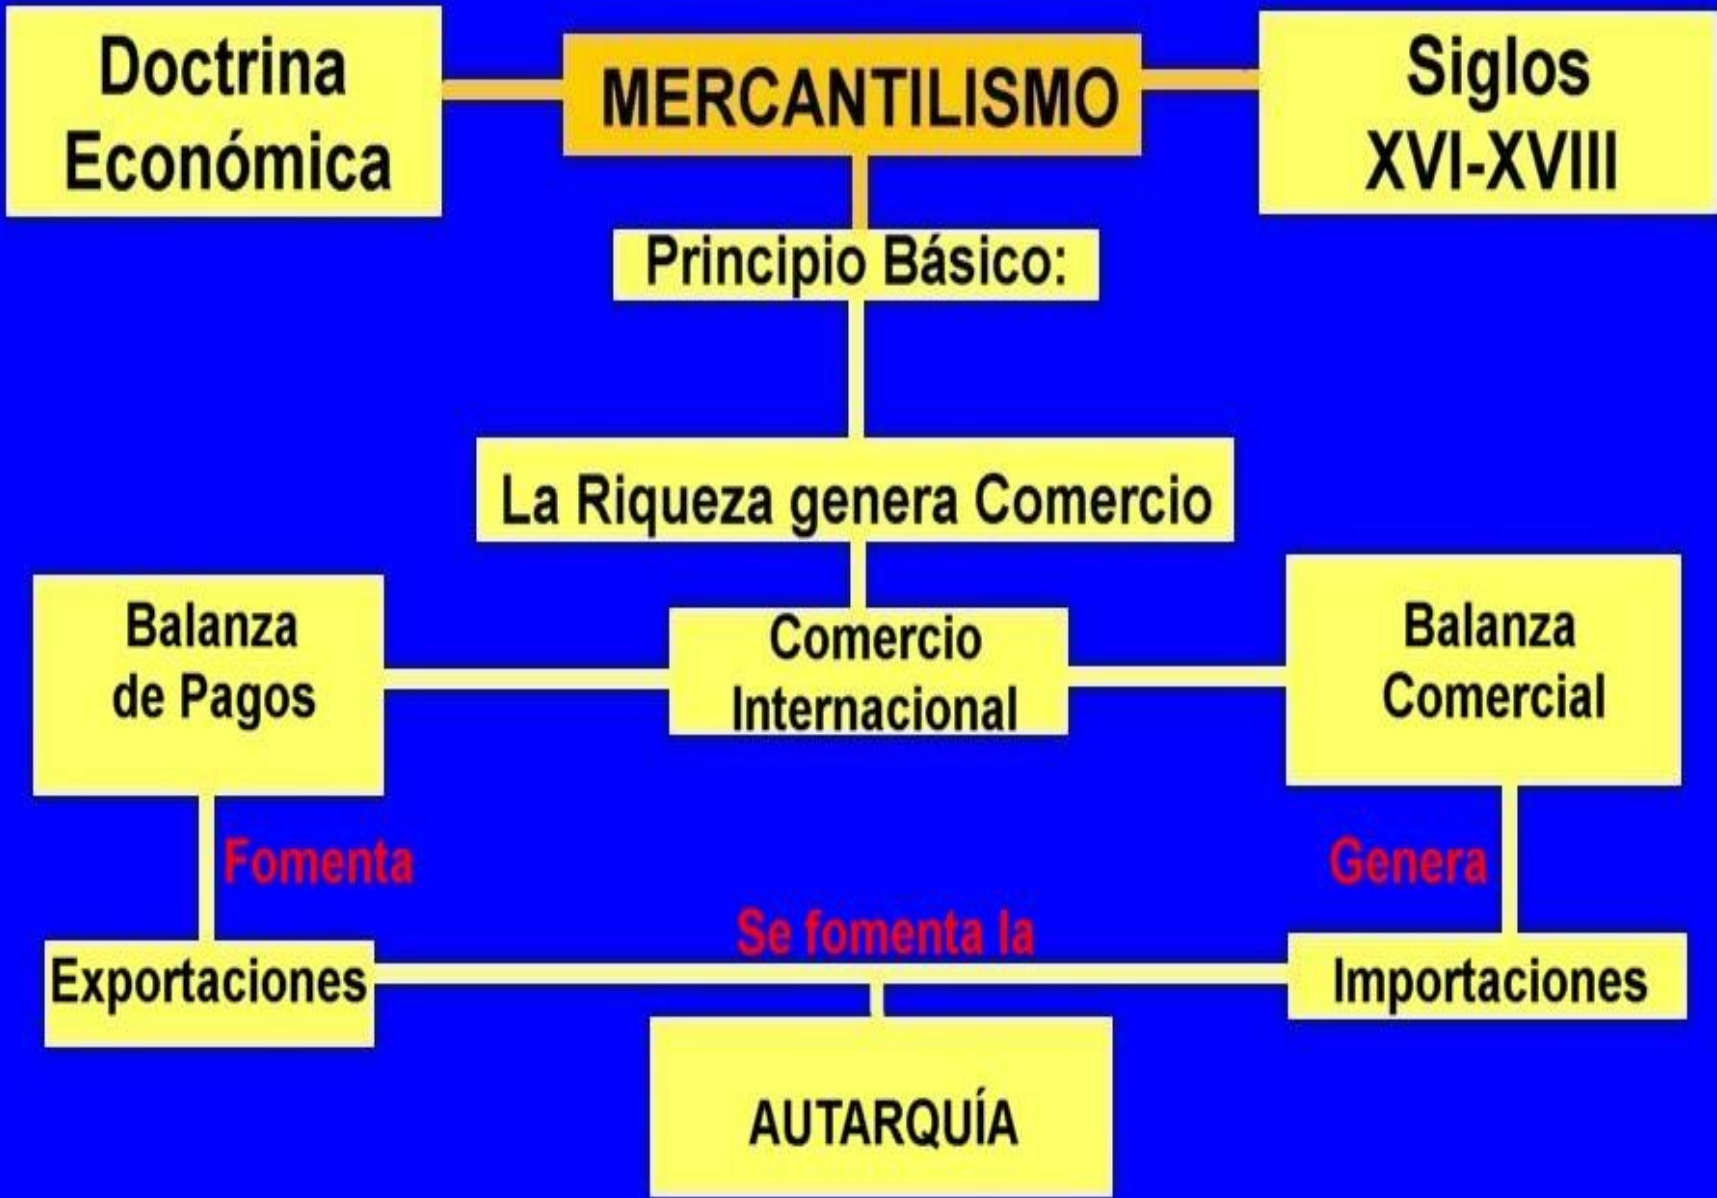 Doctrina
Económica
MERCANTILISMO
Siglos
XVI-XVIII
Principio Básico:
La Riqueza genera Comercio
Balanza
de Pagos
Comercio
Internacional
Balanza
Comercial
Fomenta
Genera
Se fomenta la
Exportaciones
Importaciones
AUTARQUÍA